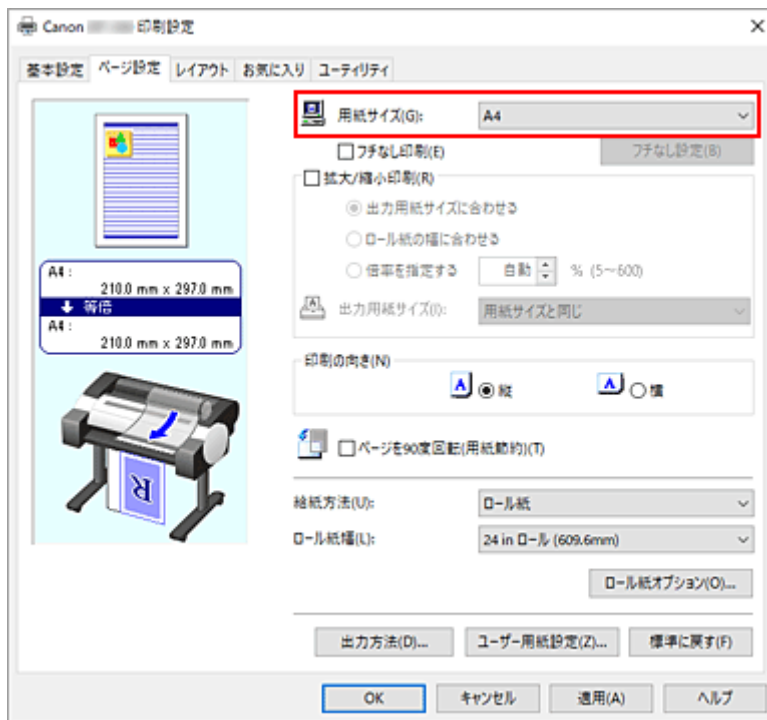 Canon 印刷設定
基本設定 ページ設定 レイアウト お気に入り ユーティリティ
用紙サイズ(G): A4
フチなし印刷(E) フチなし設定(B)
拡大/縮小印刷(R)
出力用紙サイズに合わせる
ロール紙の幅に合わせる
倍率を指定する 自動 % (5～600)
出力用紙サイズ(I): 用紙サイズと同じ
A4 :
210.0 mm x 297.0 mm
等倍
A4 :
210.0 mm x 297.0 mm
印刷の向き(N)
A 縦 A 横
R
ページを90度回転(用紙節約)(T)
給紙方法(U): ロール紙
ロール紙幅(L): 24 in ロール (609.6mm)
ロール紙オプション(O)...
出力方法(D)... ユーザー用紙設定(Z)... 標準に戻す(F)
OK キャンセル 適用(A) ヘルプ